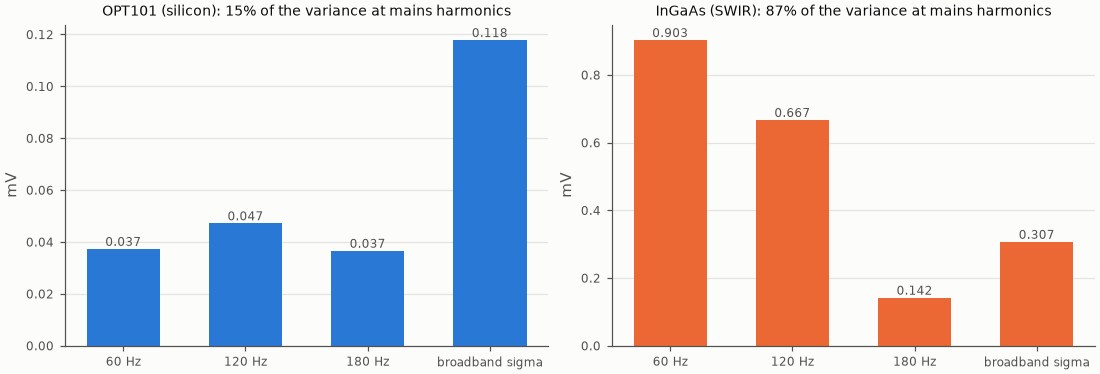 OPT101 (silicon): 15% of the variance at mains harmonics
mV
0.12
0.10
0.08
0.06
0.04
0.02
0.00
0.037
0.047
0.037
0.118
60 Hz
120 Hz
180 Hz
broadband sigma
InGaAs (SWIR): 87% of the variance at mains harmonics
mV
0.8
0.6
0.4
0.2
0.0
0.903
0.667
0.142
0.307
60 Hz
120 Hz
180 Hz
broadband sigma